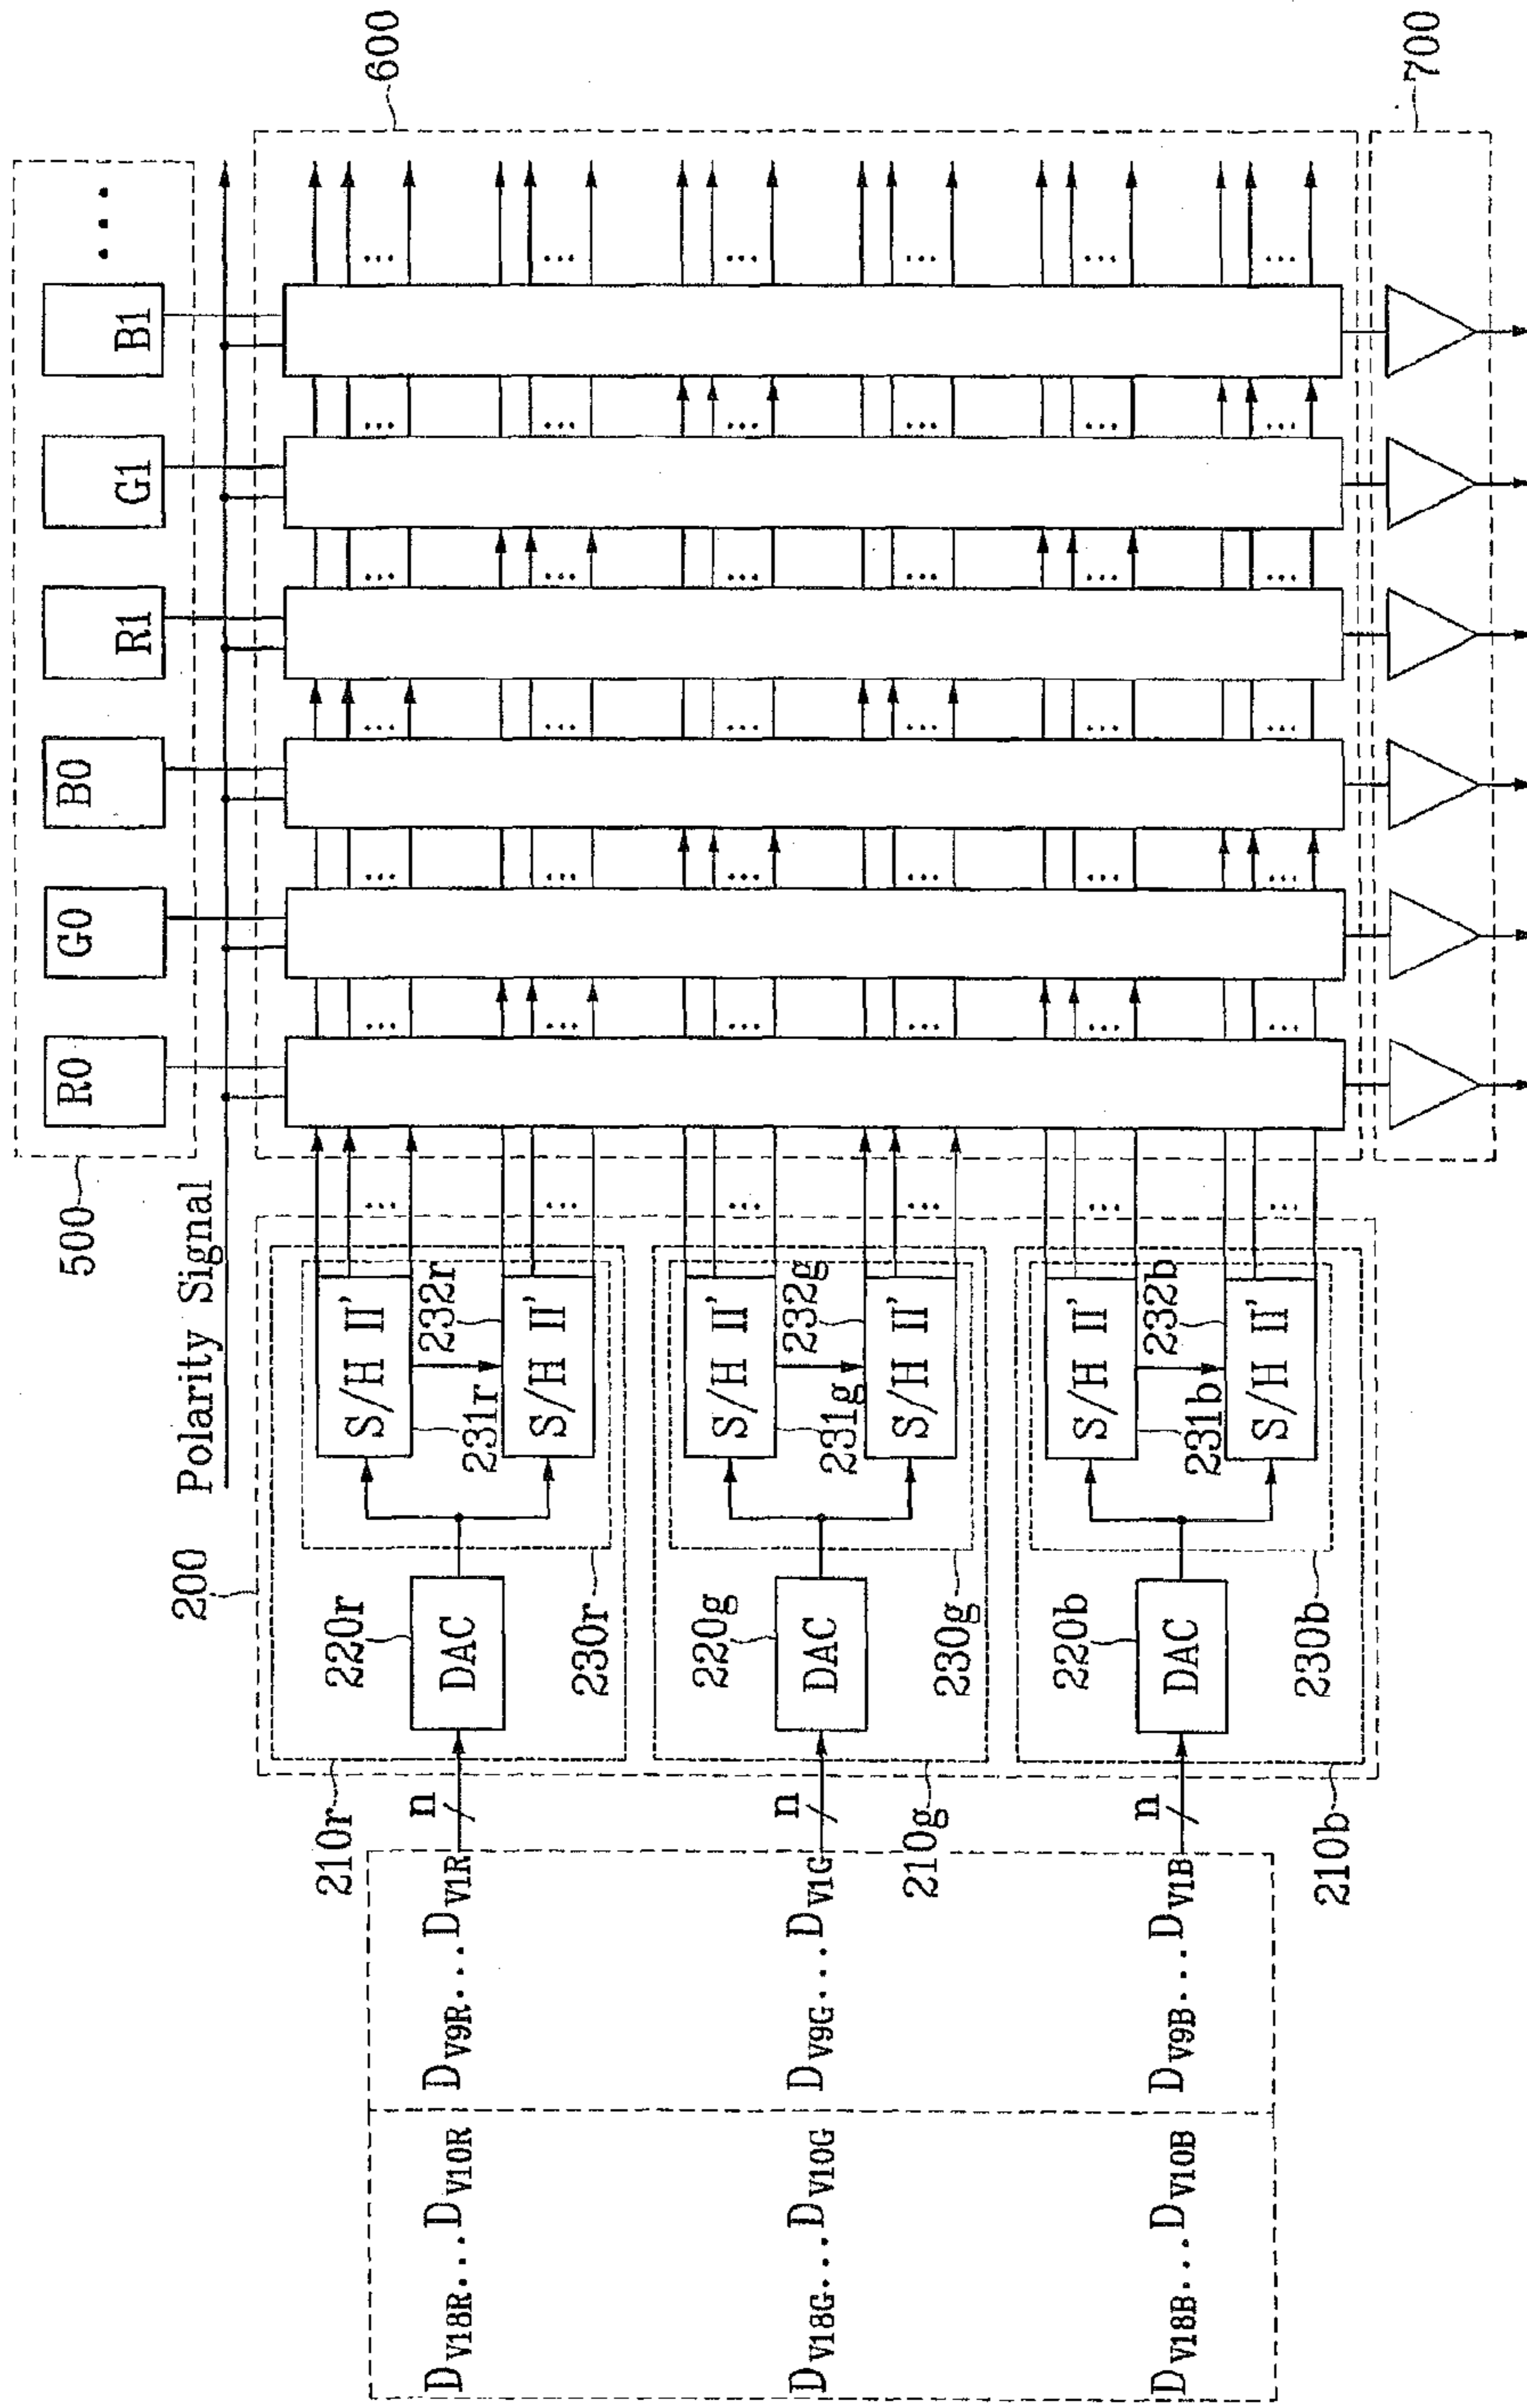 500
R0
G0
B0
R1
G1
B1
...
Polarity Signal
200
600
210r
220r
DAC
n
230r
231r
S/H II'
232r
S/H II'
DV18R...DV10R
DV9R...DV1R
210g
220g
DAC
n
230g
231g
S/H II'
232g
S/H II'
DV18G...DV10G
DV9G...DV1G
210b
220b
DAC
n
230b
231b
S/H II'
232b
S/H II'
DV18B...DV10B
DV9B...DV1B
700